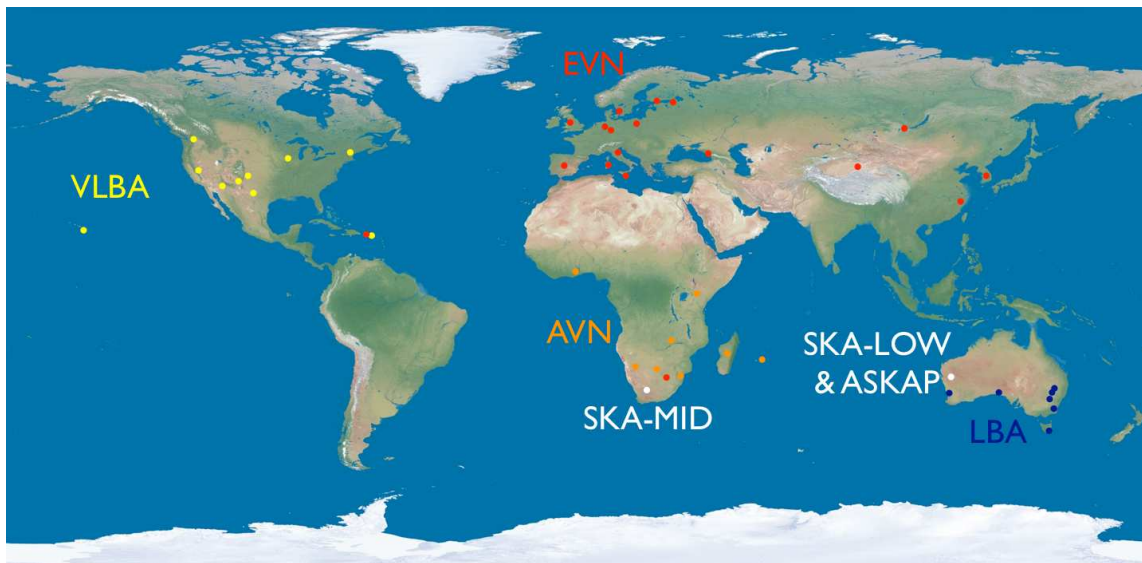 EVN
VLBA
AVN
SKA-LOW
& ASKAP
SKA-MID
LBA